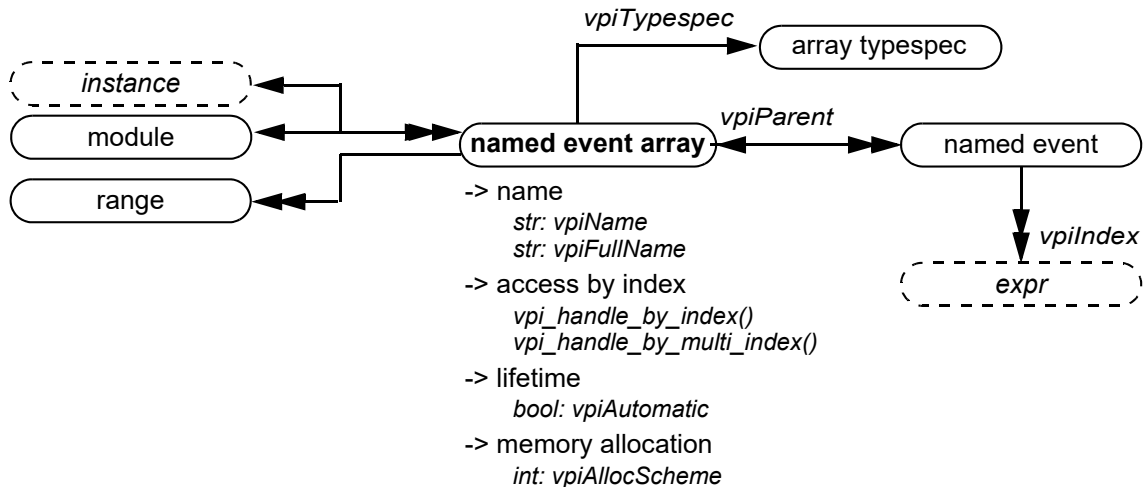 vpiTypespec
array typespec
instance
module
range
named event array
vpiParent
named event
vpiIndex
expr
-> name
str: vpiName
str: vpiFullName
-> access by index
vpi_handle_by_index()
vpi_handle_by_multi_index()
-> lifetime
bool: vpiAutomatic
-> memory allocation
int: vpiAllocScheme